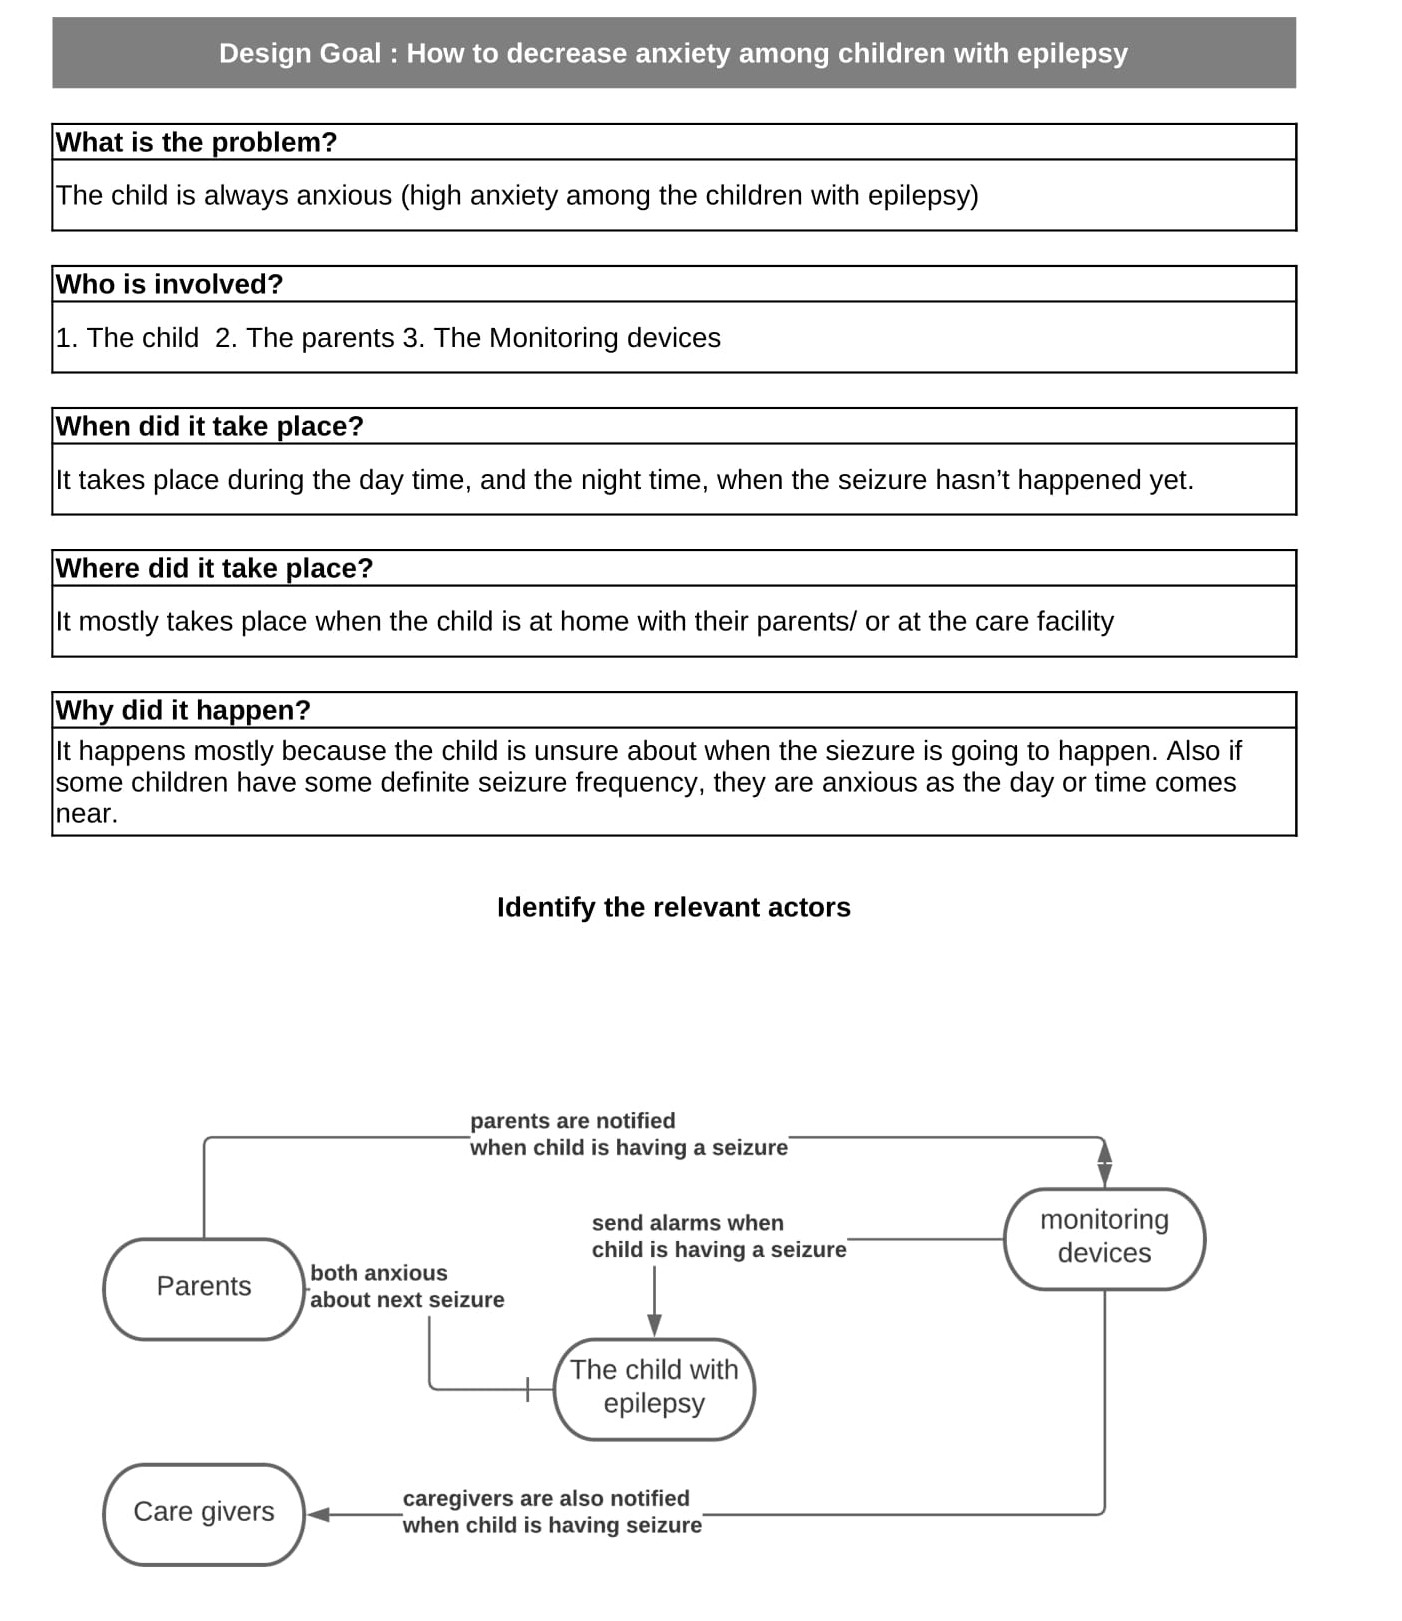 Design Goal : How to decrease anxiety among children with epilepsy
What is the problem?
The child is always anxious (high anxiety among the children with epilepsy)
Who is involved?
1. The child  2. The parents 3. The Monitoring devices
When did it take place?
It takes place during the day time, and the night time, when the seizure hasn’t happened yet.
Where did it take place?
It mostly takes place when the child is at home with their parents/ or at the care facility
Why did it happen?
It happens mostly because the child is unsure about when the siezure is going to happen. Also if
some children have some definite seizure frequency, they are anxious as the day or time comes
near.
Identify the relevant actors
parents are notified
when child is having a seizure
send alarms when
child is having a seizure
monitoring
devices
Parents
both anxious
about next seizure
The child with
epilepsy
Care givers
caregivers are also notified
when child is having seizure